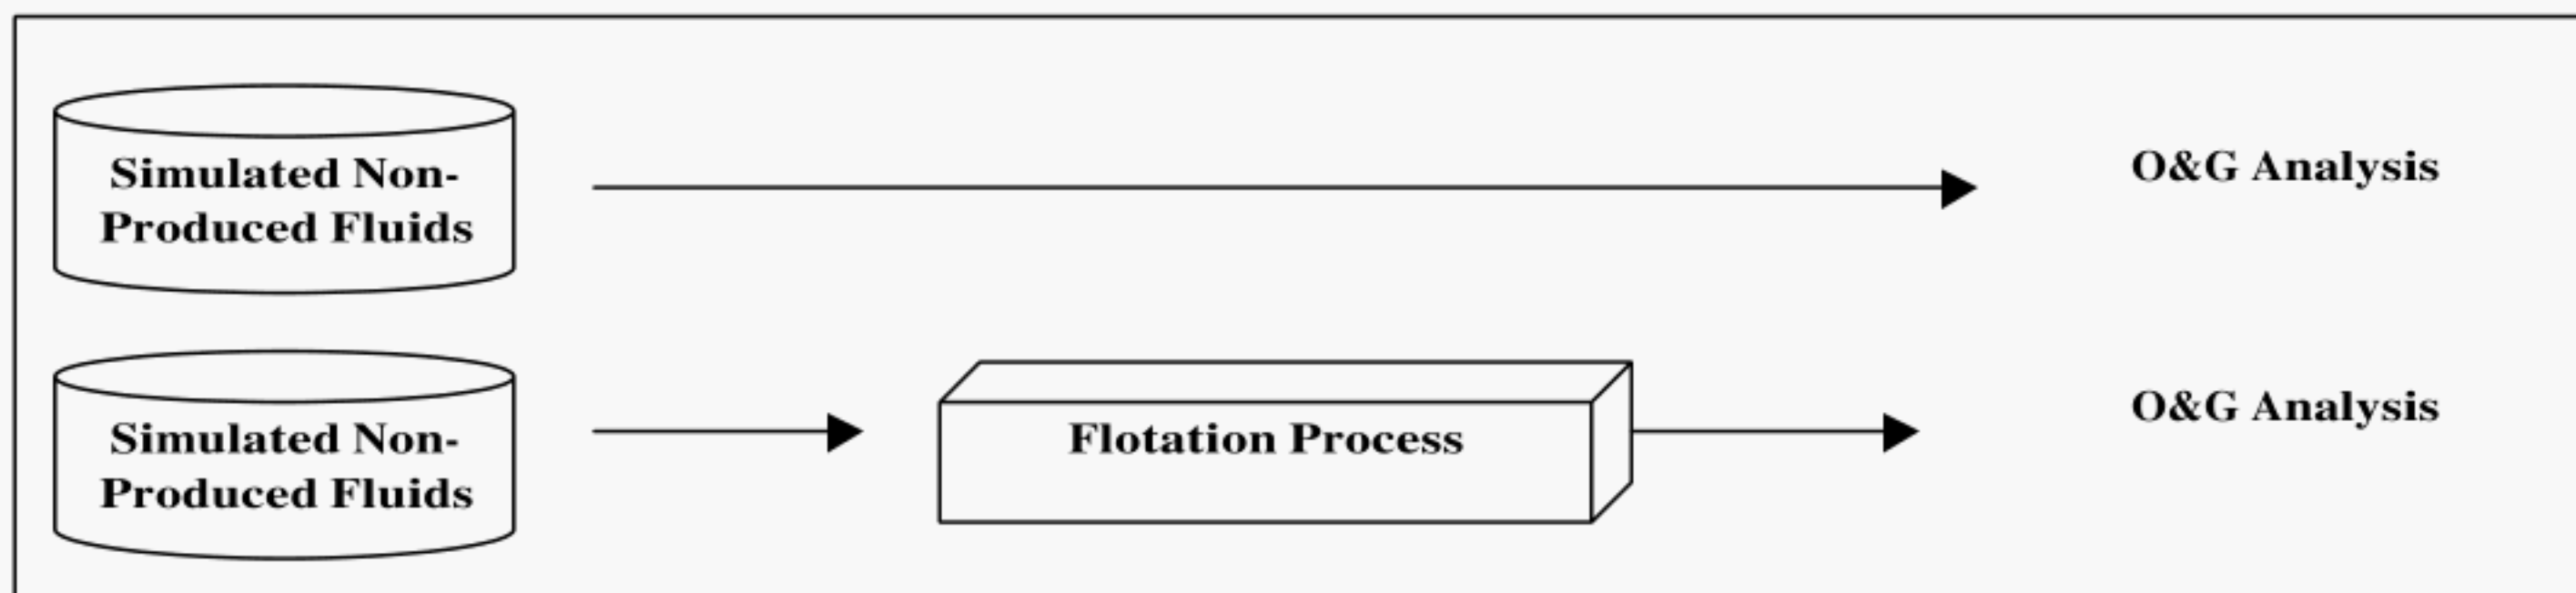 Simulated Non-
Produced Fluids
O&G Analysis
Simulated Non-
Produced Fluids
Flotation Process
O&G Analysis